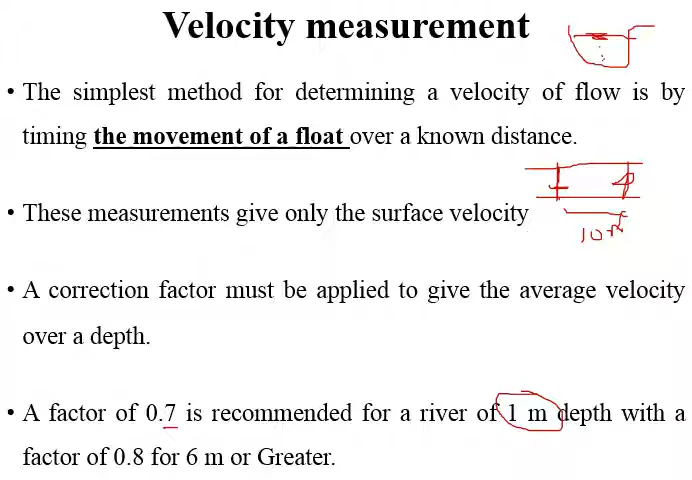 Velocity measurement
• The simplest method for determining a velocity of flow is by
timing the movement of a float over a known distance.
• These measurements give only the surface velocity
10 m
• A correction factor must be applied to give the average velocity
over a depth.
• A factor of 0.7 is recommended for a river of 1 m depth with a
factor of 0.8 for 6 m or Greater.